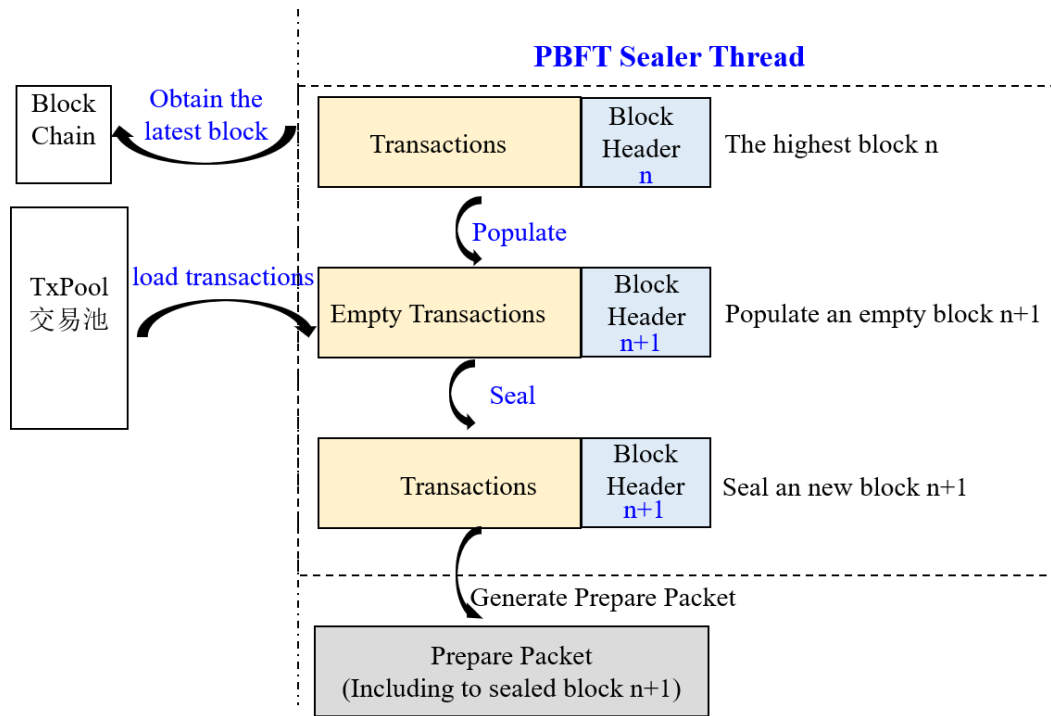 PBFT Sealer Thread
Block
Chain
Obtain the
latest block
Transactions
Block
Header
n
The highest block n
Populate
TxPool
交易池
load transactions
Empty Transactions
Block
Header
n+1
Populate an empty block n+1
Seal
Transactions
Block
Header
n+1
Seal an new block n+1
Generate Prepare Packet
Prepare Packet
(Including to sealed block n+1)